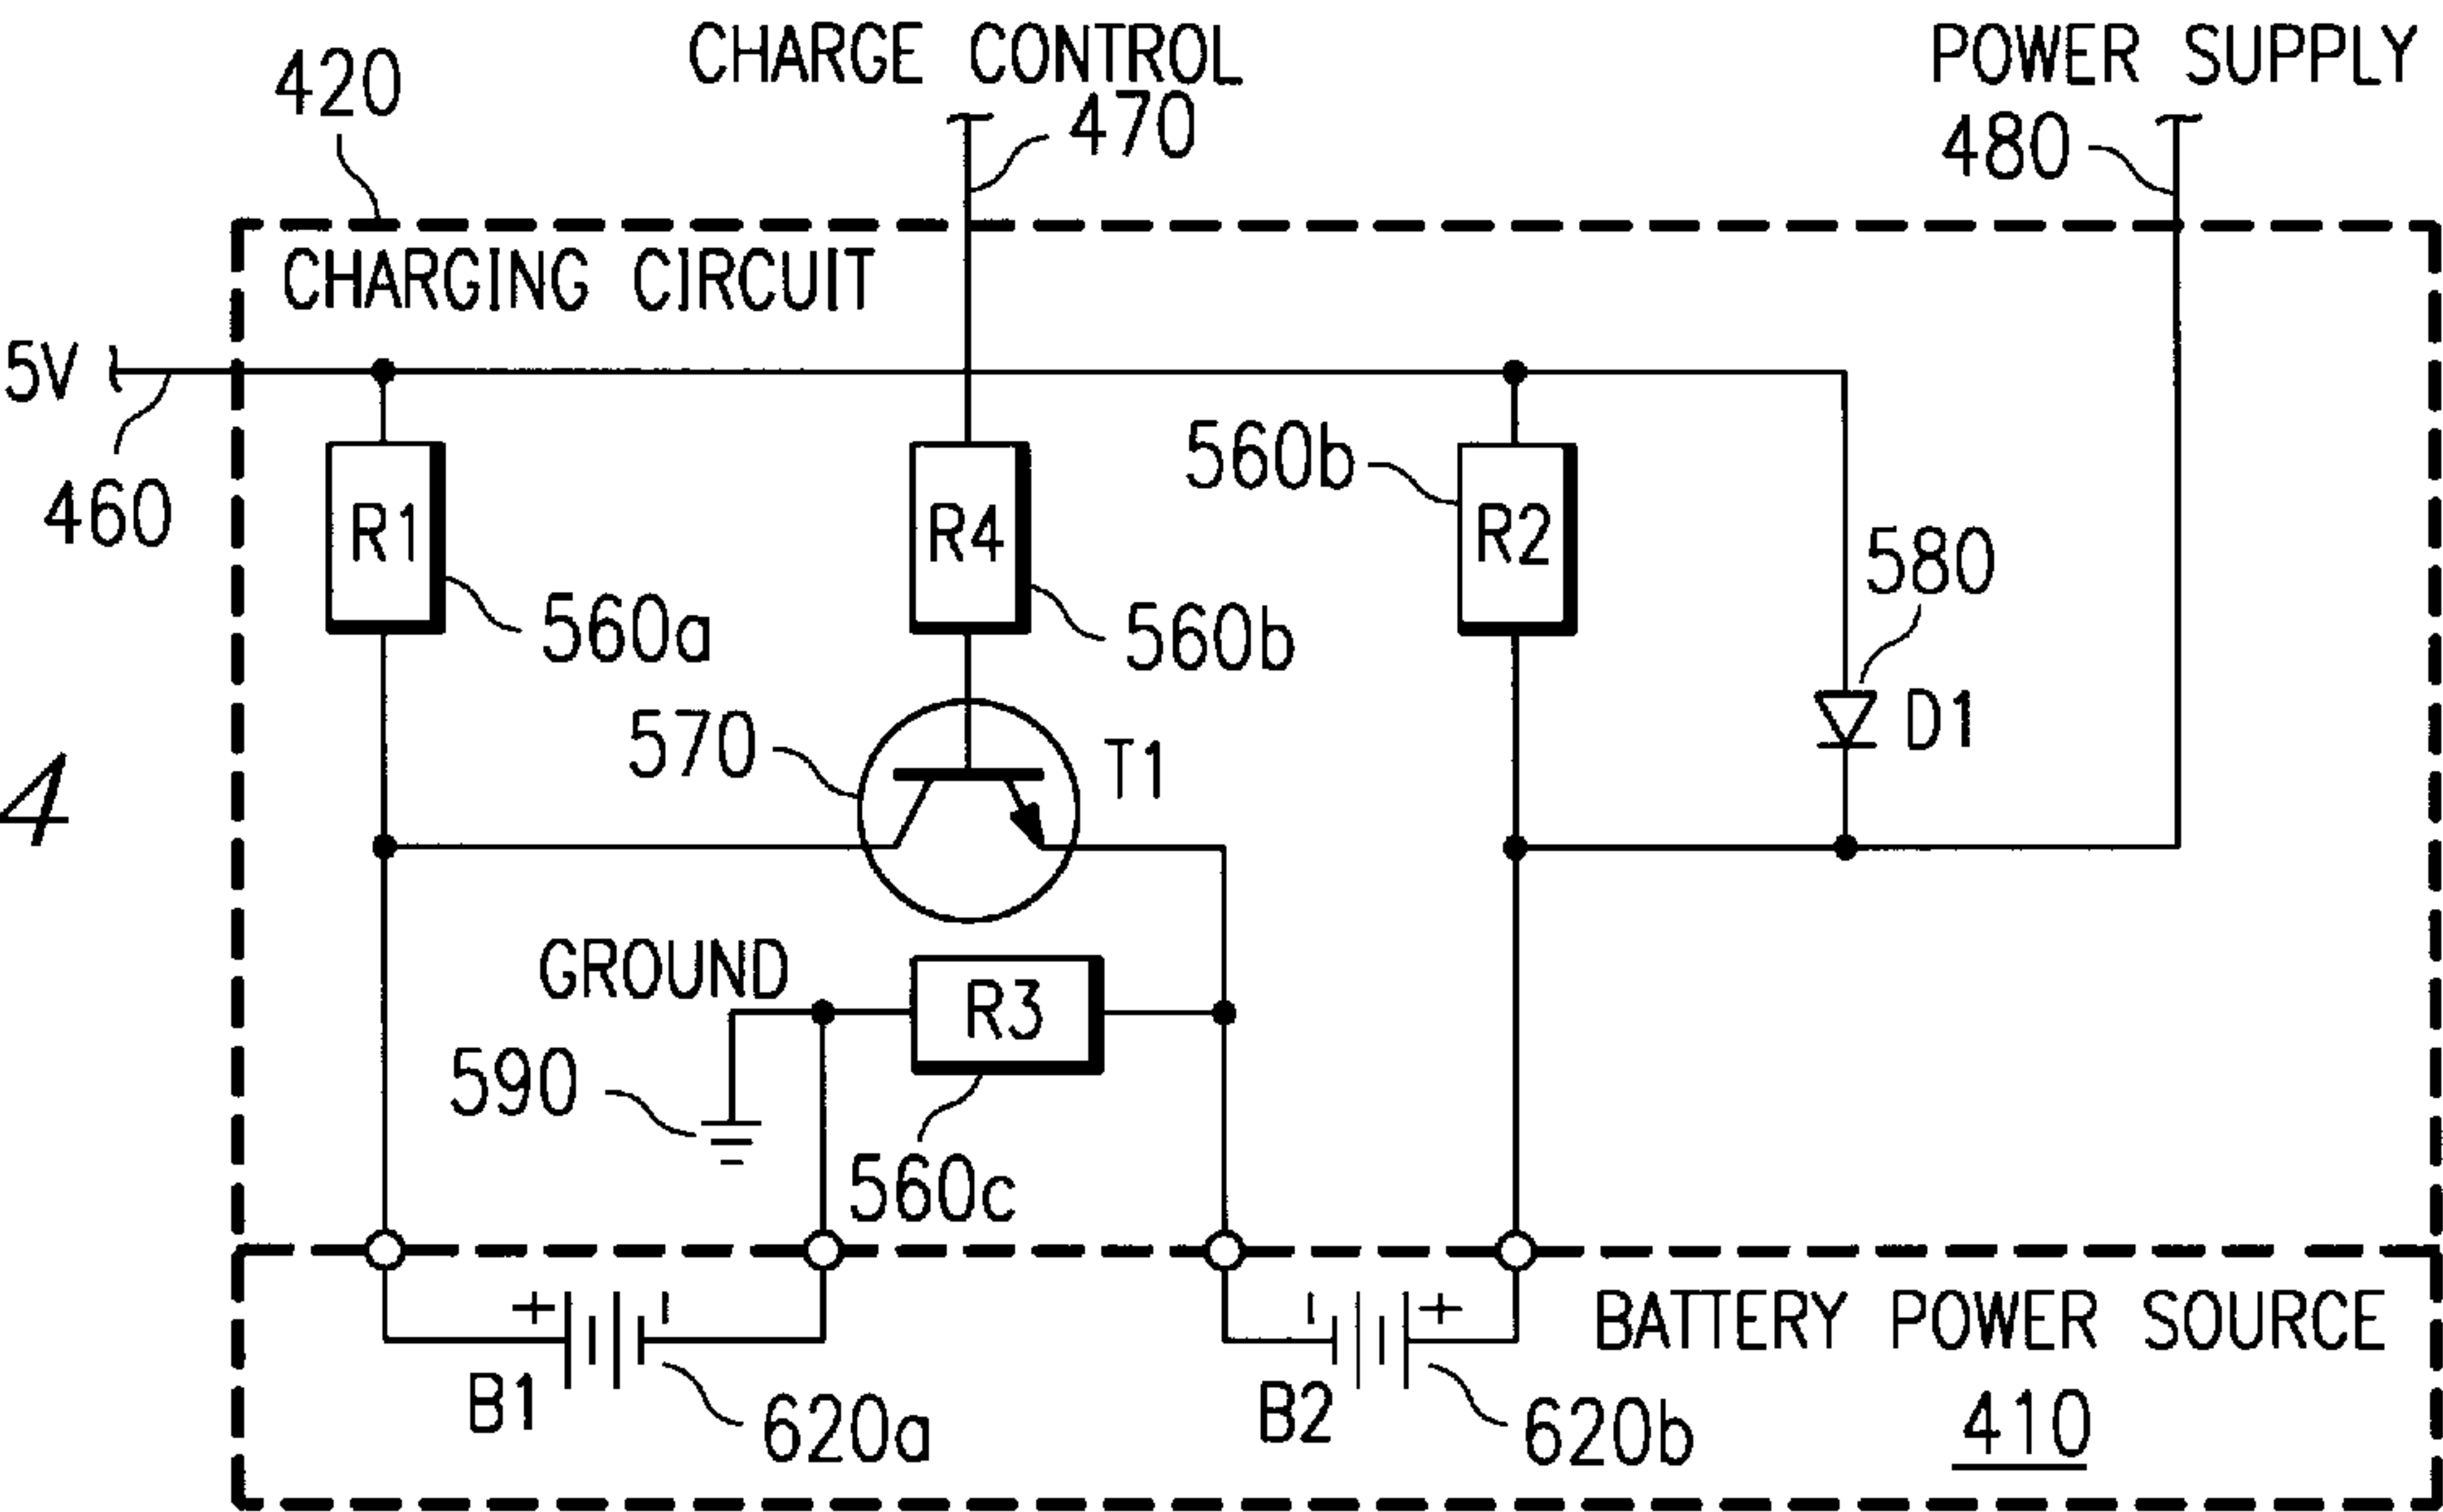 CHARGE CONTROL
POWER SUPPLY
420
470
480
CHARGING CIRCUIT
5V
460
R1
R4
560b
R2
580
560a
560b
570
T1
D1
4
GROUND
R3
590
560c
+ -
- +
BATTERY POWER SOURCE
B1
620a
B2
620b
410